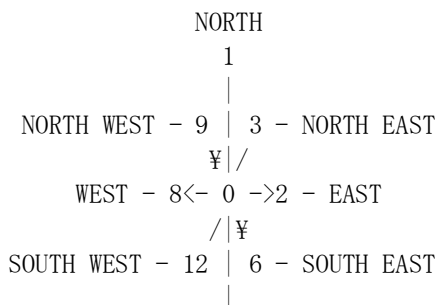 NORTH
1
|
NORTH WEST - 9 | 3 - NORTH EAST
¥|/
WEST - 8<- 0 ->2 - EAST
/|¥
SOUTH WEST - 12 | 6 - SOUTH EAST
|